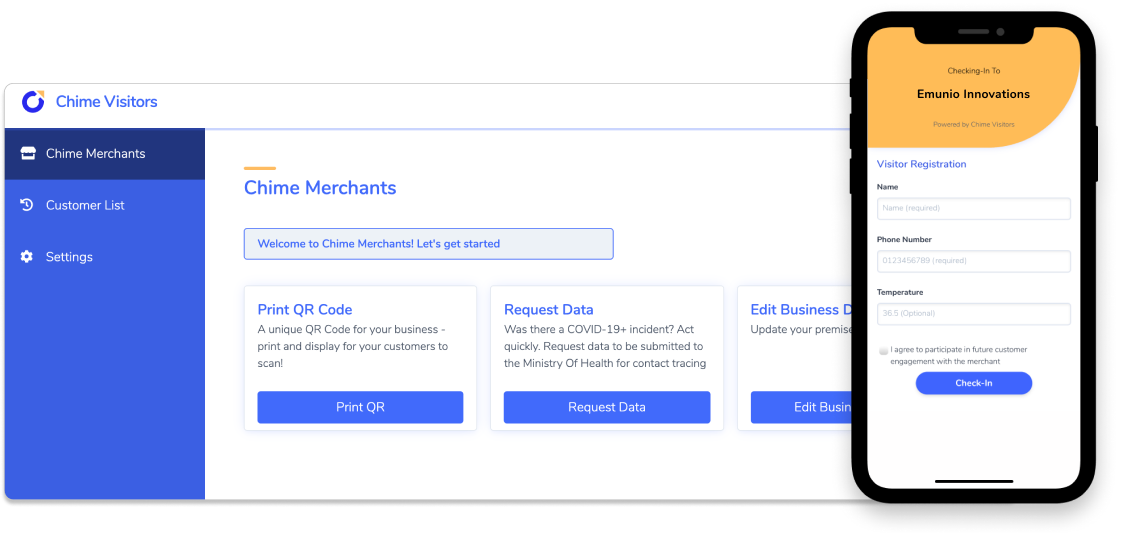 Chime Visitors
Chime Merchants
Customer List
Settings
Chime Merchants
Welcome to Chime Merchants! Let's get started
Print QR Code
A unique QR Code for your business -
print and display for your customers to
scan!
Print QR
Request Data
Was there a COVID-19+ incident? Act
quickly. Request data to be submitted to
the Ministry Of Health for contact tracing
Request Data
Edit Business D
Update your premise
Edit Busin
Checking-In To
Emunio Innovations
Powered by Chime Visitors
Visitor Registration
Name
Name (required)
Phone Number
0123456789 (required)
Temperature
36.5 (Optional)
I agree to participate in future customer
engagement with the merchant
Check-In